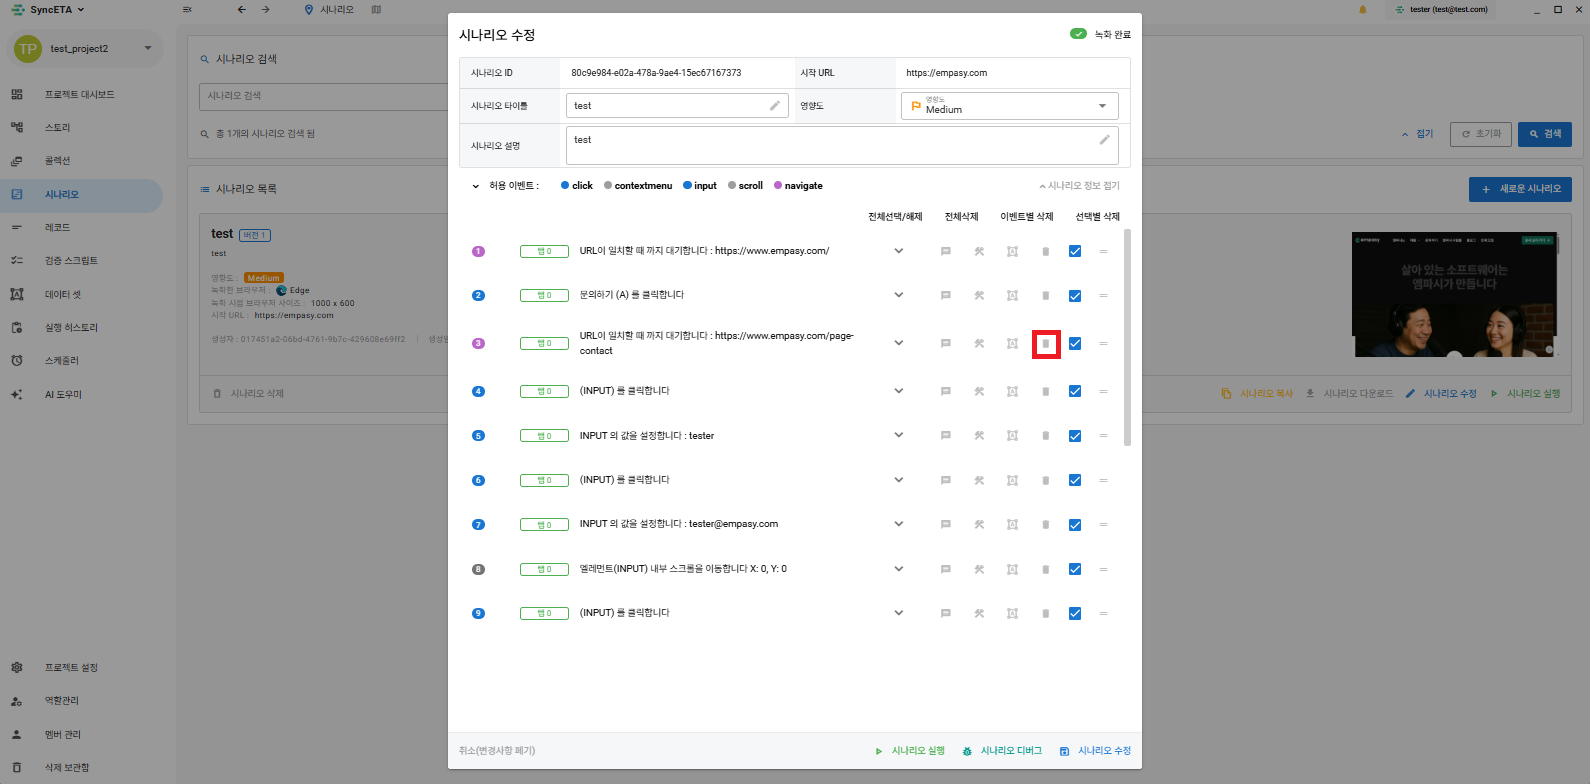 SyncETA
시나리오
tester (test@test.com)
TP
test_project2
프로젝트 대시보드
스토리
콜렉션
시나리오
레코드
검증 스크립트
데이터 셋
실행 히스토리
스케줄러
AI 도우미
프로젝트 설정
역할관리
멤버 관리
삭제 보관함
시나리오 검색
시나리오 검색
총 1개의 시나리오 검색 됨
접기
초기화
검색
시나리오 목록
새로운 시나리오
test
버전 1
test
영향도 :
Medium
녹화한 브라우저 :
Edge
녹화 시점 브라우저 사이즈 : 1000 x 600
시작 URL : https://empasy.com
생성자 : 017451a2-06bd-4761-9b7c-429608e69ff2
생성일
empasy
살아 있는 소프트웨어는
엠파시가 만듭니다
시나리오 삭제
시나리오 복사
시나리오 다운로드
시나리오 수정
시나리오 실행
시나리오 수정
녹화 완료
시나리오 ID
80c9e984-e02a-478a-9ae4-15ec67167373
시작 URL
https://empasy.com
시나리오 타이틀
test
영향도
영향도
Medium
시나리오 설명
test
허용 이벤트 :
click
contextmenu
input
scroll
navigate
시나리오 정보 접기
전체선택/해제
전체삭제
이벤트별 삭제
선택별 삭제
1
탭 0
URL이 일치할 때 까지 대기합니다 : https://www.empasy.com/
2
탭 0
문의하기 (A) 를 클릭합니다
3
탭 0
URL이 일치할 때 까지 대기합니다 : https://www.empasy.com/page-
contact
4
탭 0
(INPUT) 를 클릭합니다
5
탭 0
INPUT 의 값을 설정합니다 : tester
6
탭 0
(INPUT) 를 클릭합니다
7
탭 0
INPUT 의 값을 설정합니다 : tester@empasy.com
8
탭 0
엘레먼트(INPUT) 내부 스크롤을 이동합니다 X: 0, Y: 0
9
탭 0
(INPUT) 를 클릭합니다
취소(변경사항 폐기)
시나리오 실행
시나리오 디버그
시나리오 수정